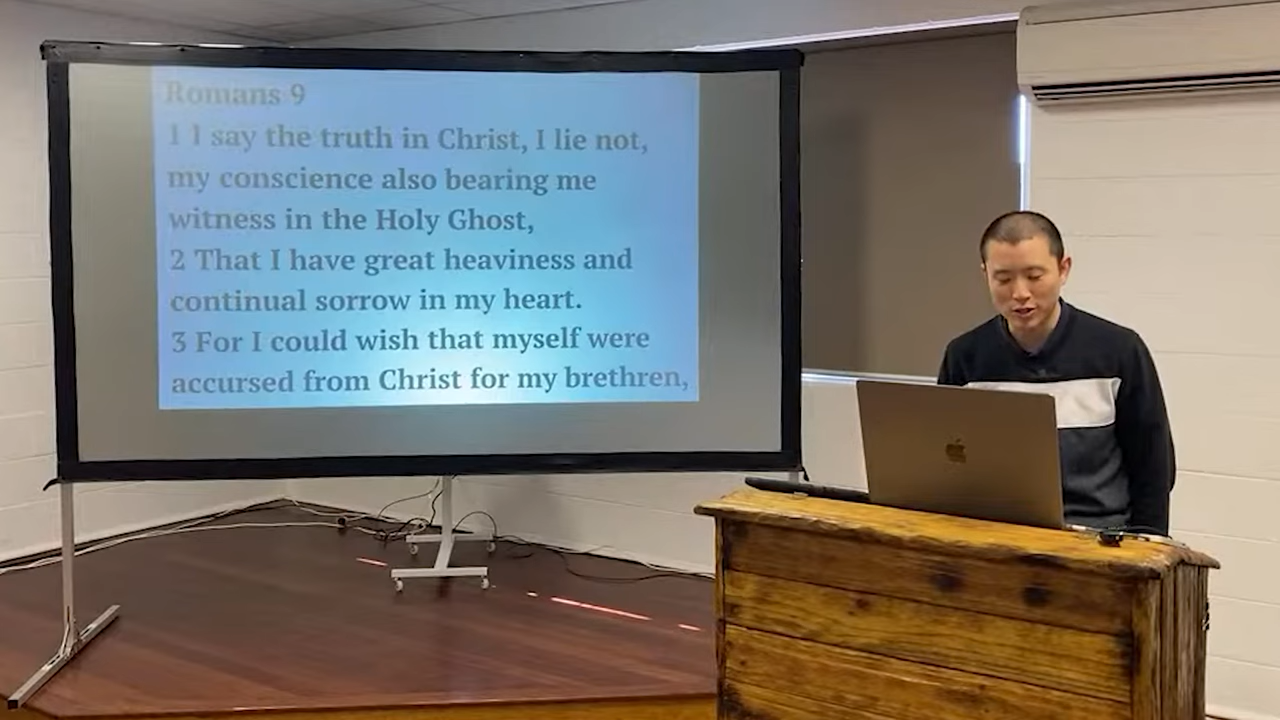 Romans 9
1 I say the truth in Christ, I lie not,
my conscience also bearing me
witness in the Holy Ghost,
2 That I have great heaviness and
continual sorrow in my heart.
3 For I could wish that myself were
accursed from Christ for my brethren,